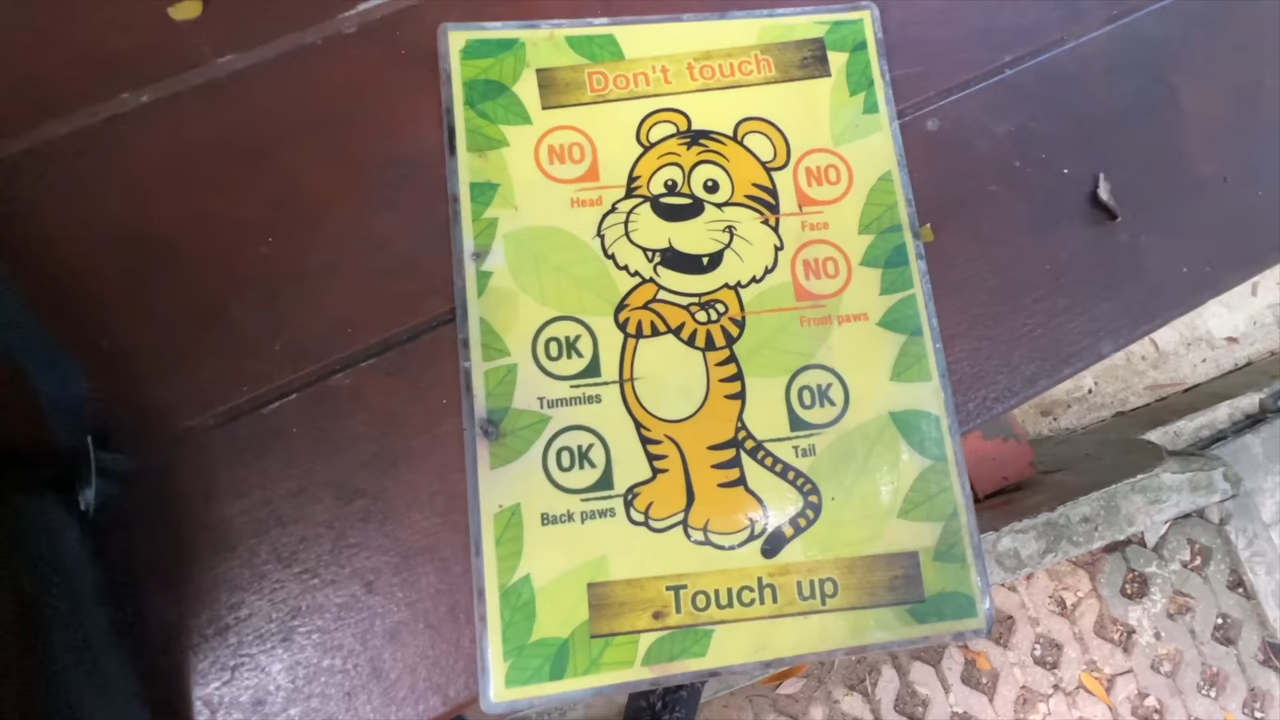 Don't touch
NO
Head
NO
Face
NO
Front paws
OK
Tummies
OK
Tail
OK
Back paws
Touch up